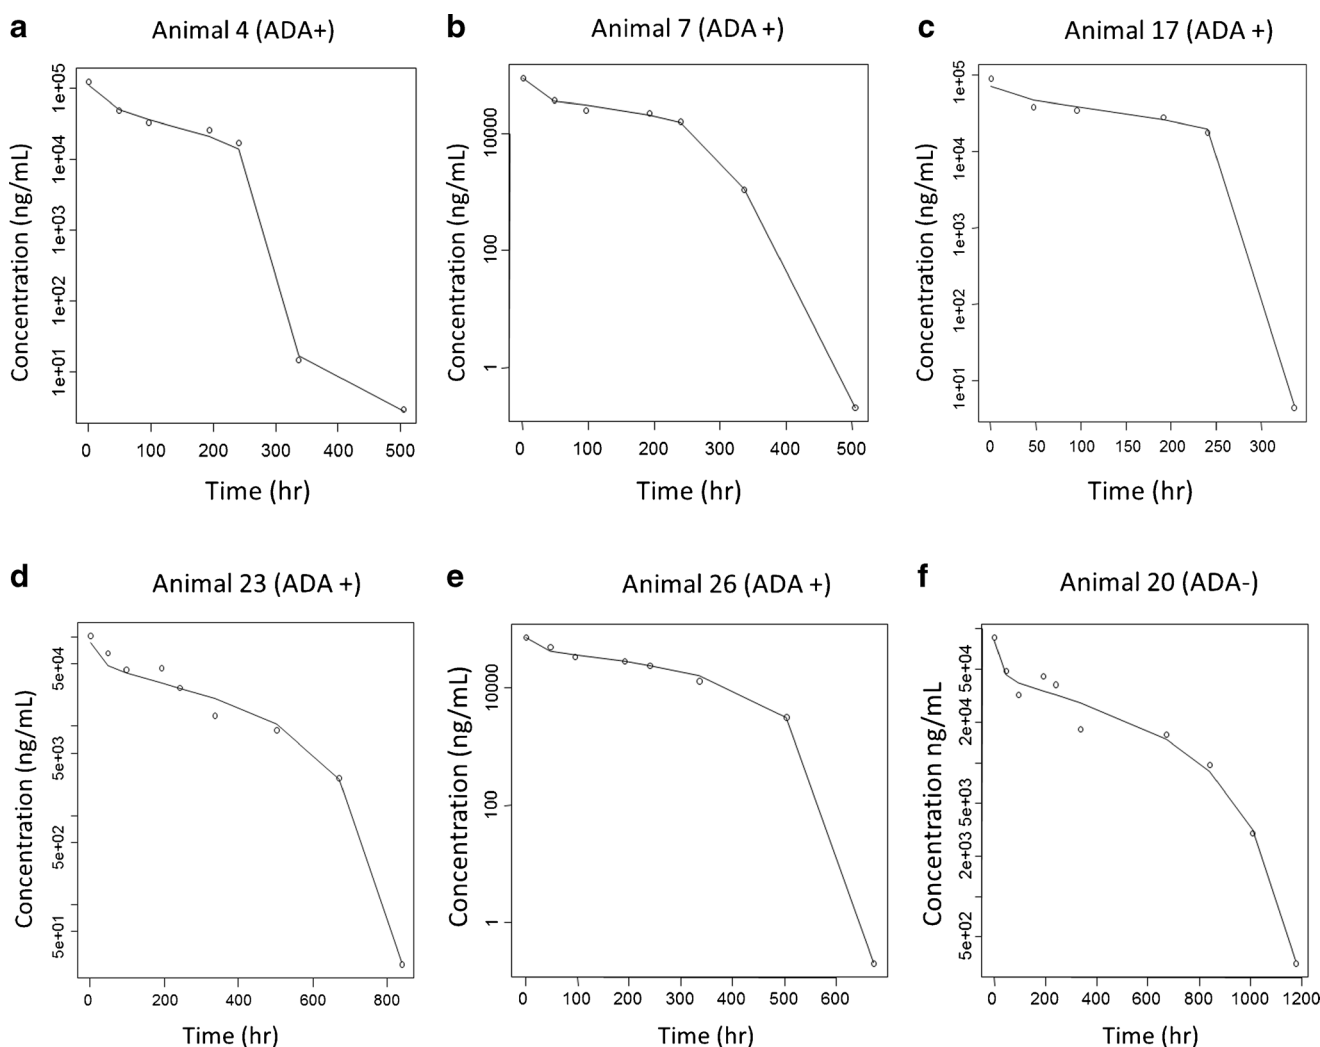 a Animal 4 (ADA+)
Concentration (ng/mL)
1e+05
1e+04
1e+03
1e+02
1e+01
0 100 200 300 400 500
Time (hr)
b Animal 7 (ADA +)
Concentration (ng/mL)
10000
100
1
0 100 200 300 400 500
Time (hr)
c Animal 17 (ADA +)
Concentration (ng/mL)
1e+05
1e+04
1e+03
1e+02
1e+01
0 50 100 150 200 250 300
Time (hr)
d Animal 23 (ADA +)
Concentration (ng/mL)
5e+04
5e+03
5e+02
5e+01
0 200 400 600 800
Time (hr)
e Animal 26 (ADA +)
Concentration (ng/mL)
10000
100
1
0 100 200 300 400 500 600
Time (hr)
f Animal 20 (ADA-)
Concentration ng/mL
5e+04
2e+04
5e+03
2e+03
5e+02
0 200 400 600 800 1000 1200
Time (hr)